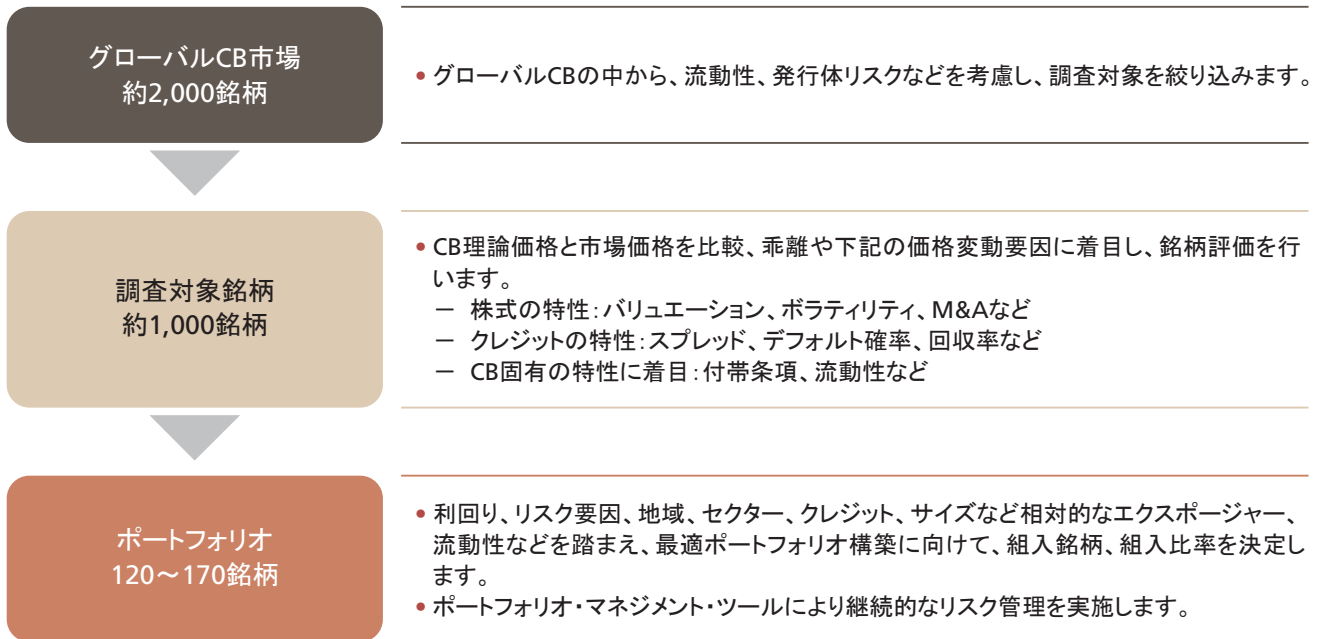 グローバルCB市場
約2,000銘柄
• グローバルCBの中から、流動性、発行体リスクなどを考慮し、調査対象を絞り込みます。
調査対象銘柄
約1,000銘柄
• CB理論価格と市場価格を比較、乖離や下記の価格変動要因に着目し、銘柄評価を行
います。
－ 株式の特性：バリュエーション、ボラティリティ、M&Aなど
－ クレジットの特性：スプレッド、デフォルト確率、回収率など
－ CB固有の特性に着目：付帯条項、流動性など
ポートフォリオ
120～170銘柄
• 利回り、リスク要因、地域、セクター、クレジット、サイズなど相対的なエクスポージャー、
流動性などを踏まえ、最適ポートフォリオ構築に向けて、組入銘柄、組入比率を決定し
ます。
• ポートフォリオ・マネジメント・ツールにより継続的なリスク管理を実施します。